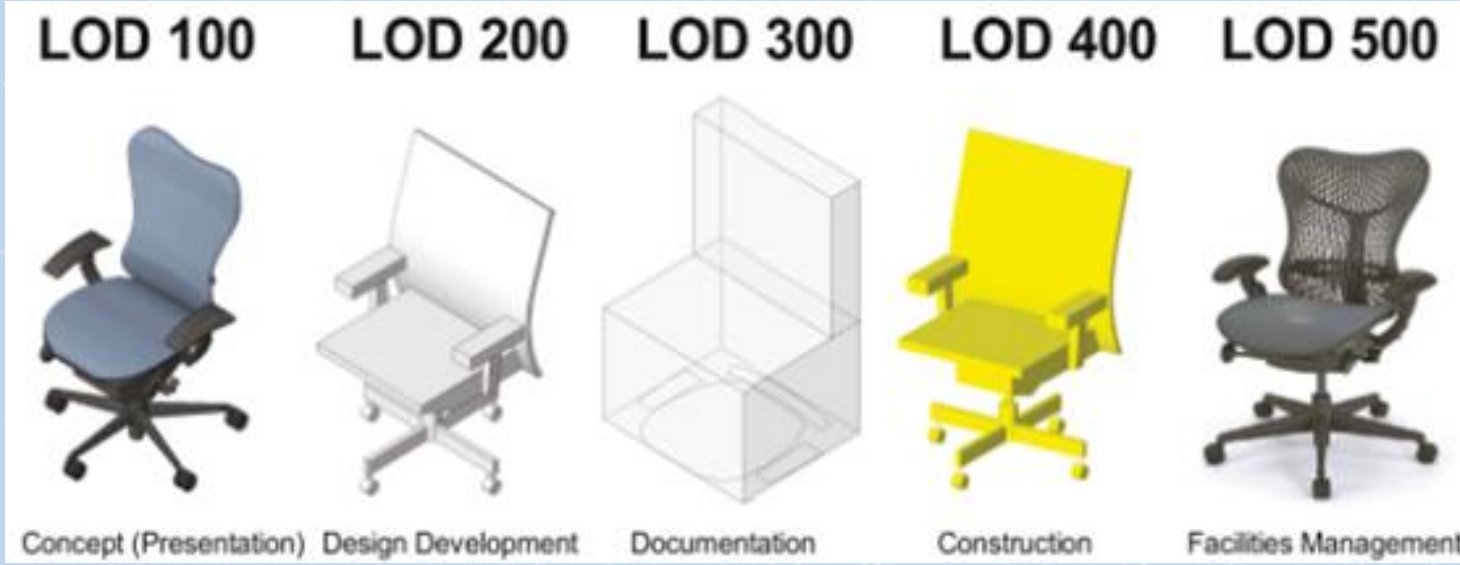 LOD 100 LOD 200 LOD 300 LOD 400 LOD 500
Concept (Presentation) Design Development Documentation Construction Facilities Management